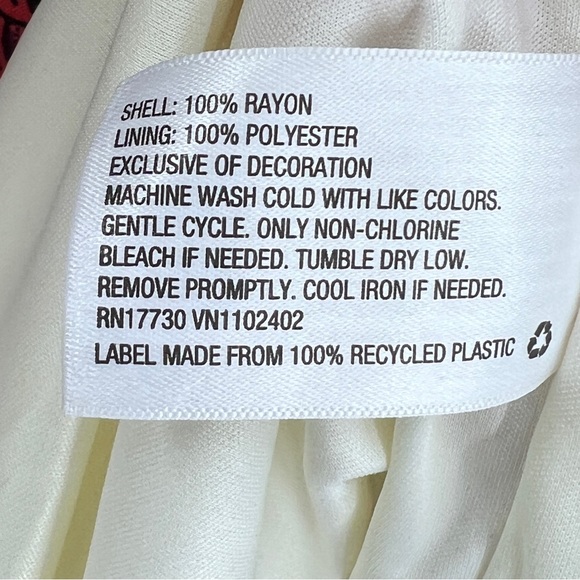 SHELL: 100% RAYON
LINING: 100% POLYESTER
EXCLUSIVE OF DECORATION
MACHINE WASH COLD WITH LIKE COLORS.
GENTLE CYCLE. ONLY NON-CHLORINE
BLEACH IF NEEDED. TUMBLE DRY LOW.
REMOVE PROMPTLY. COOL IRON IF NEEDED.
RN17730 VN1102402
LABEL MADE FROM 100% RECYCLED PLASTIC